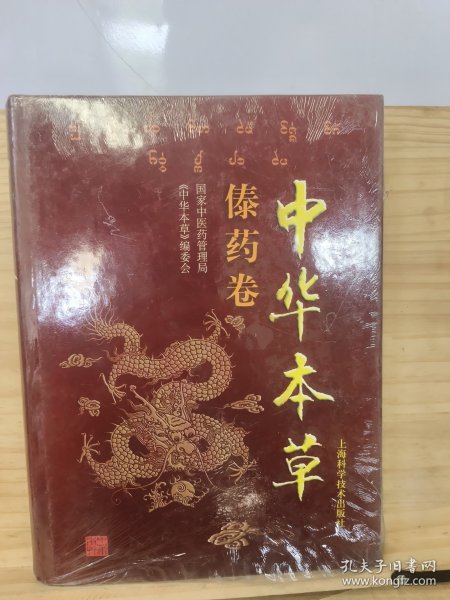 中华本草
傣药卷
国家中医药管理局
《中华本草》编委会
上海科学技术出版社
孔夫子旧书网
www.kongfz.com